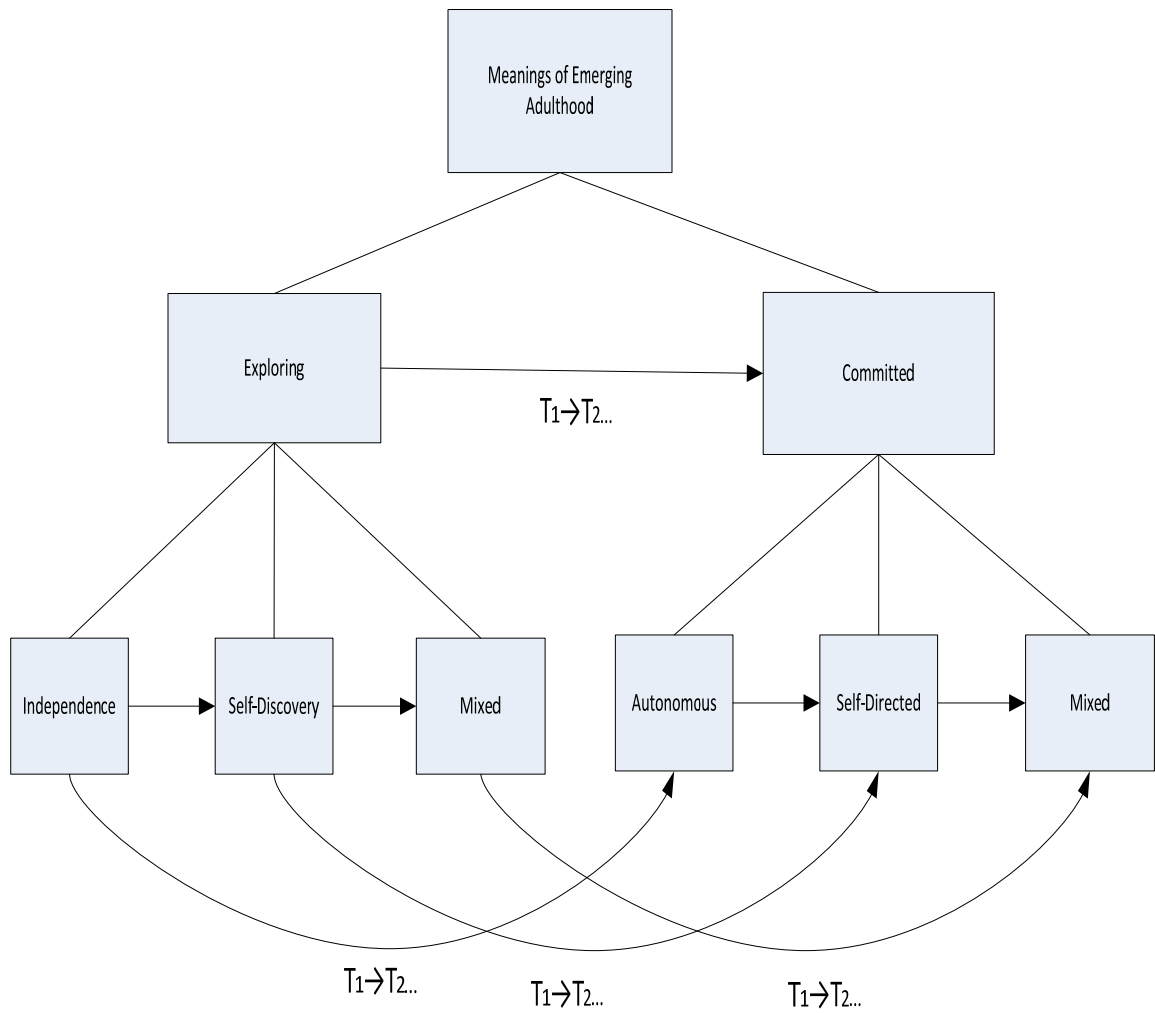 Meanings of Emerging
Adulthood
Exploring
Committed
T1→T2...
Independence
Self-Discovery
Mixed
Autonomous
Self-Directed
Mixed
T1→T2...
T1→T2...
T1→T2...